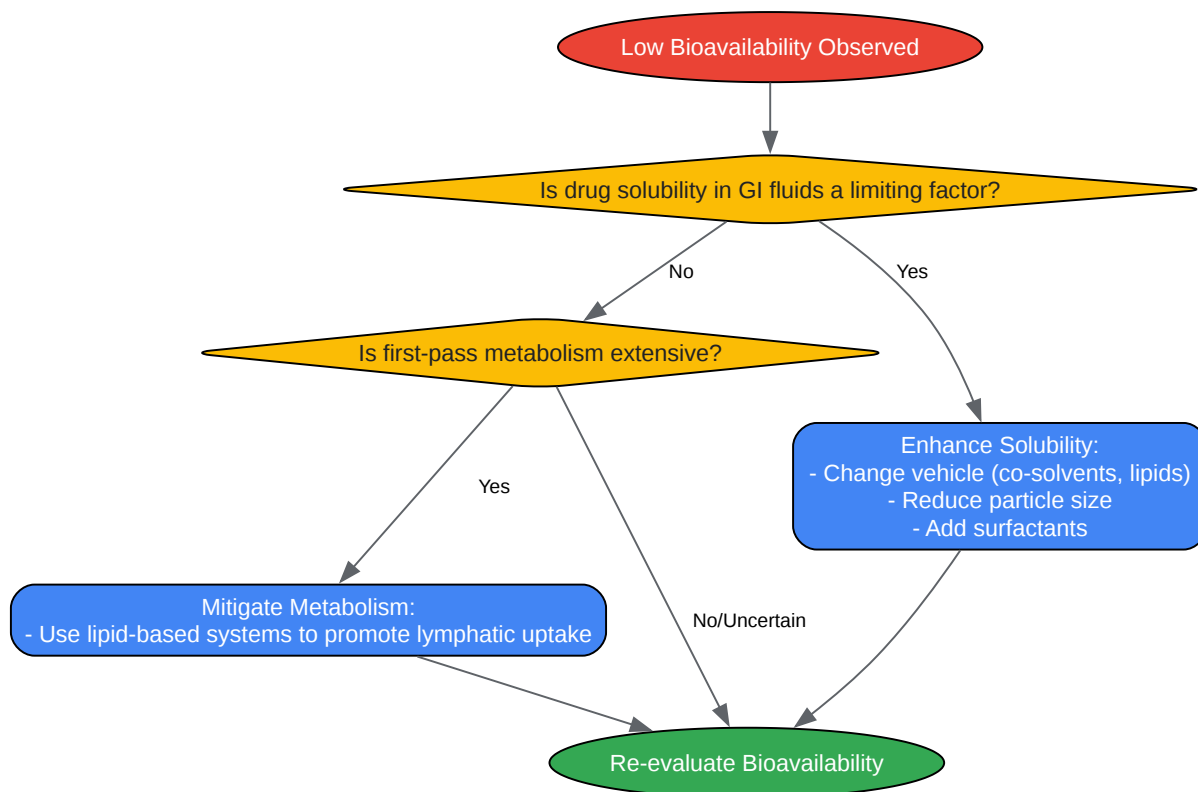 Low Bioavailability Observed
Is drug solubility in GI fluids a limiting factor?
No
Yes
Is first-pass metabolism extensive?
Enhance Solubility:
- Change vehicle (co-solvents, lipids)
- Reduce particle size
- Add surfactants
Yes
Mitigate Metabolism:
- Use lipid-based systems to promote lymphatic uptake
No/Uncertain
Re-evaluate Bioavailability